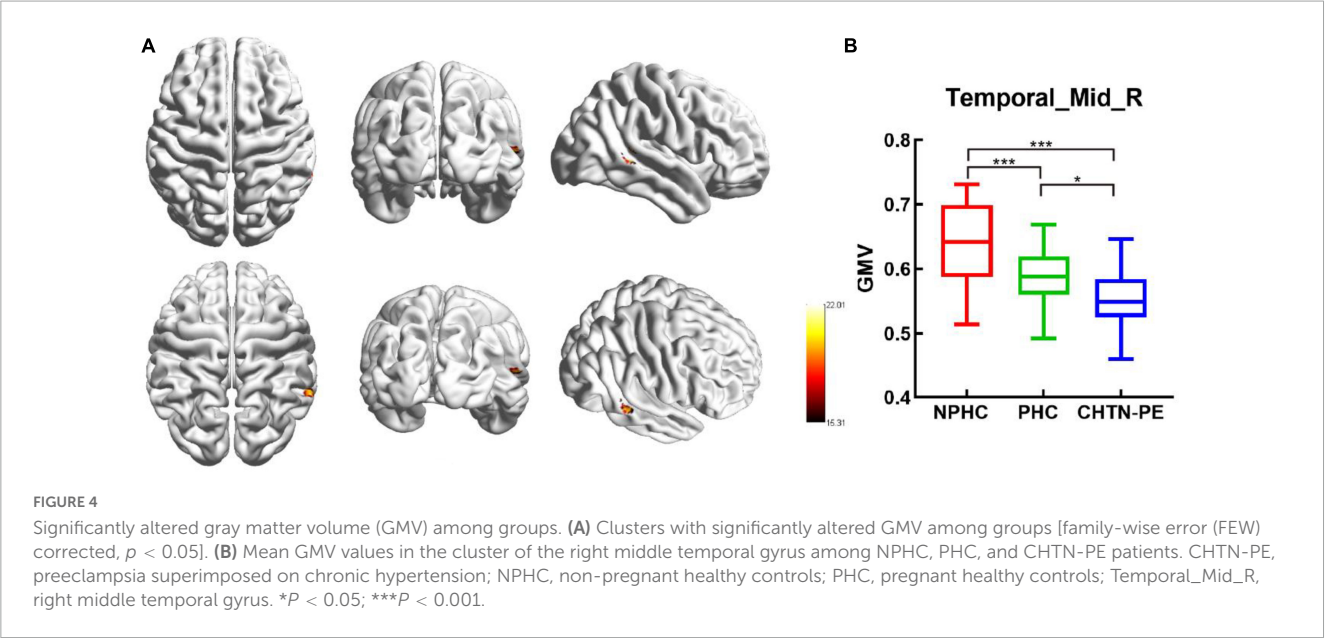 A
B
Temporal_Mid_R
0.8
0.7
0.6
0.5
0.4
GMV
***
***
*
NPHC PHC CHTN-PE
22.01
15.31
FIGURE 4
Significantly altered gray matter volume (GMV) among groups. (A) Clusters with significantly altered GMV among groups [family-wise error (FEW)
corrected, p < 0.05]. (B) Mean GMV values in the cluster of the right middle temporal gyrus among NPHC, PHC, and CHTN-PE patients. CHTN-PE,
preeclampsia superimposed on chronic hypertension; NPHC, non-pregnant healthy controls; PHC, pregnant healthy controls; Temporal_Mid_R,
right middle temporal gyrus. *P < 0.05; ***P < 0.001.